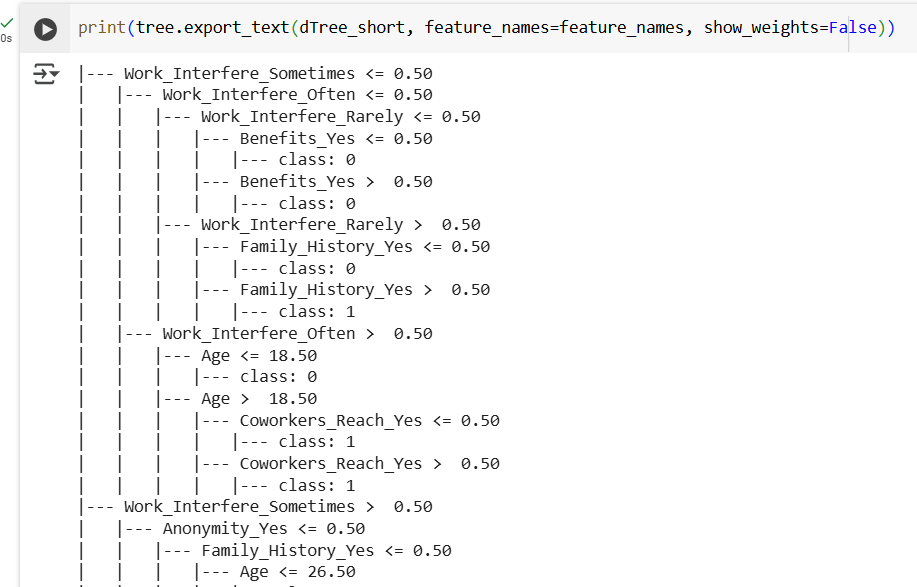 print(tree.export_text(dTree_short, feature_names=feature_names, show_weights=False))
0s
|--- Work_Interfere_Sometimes <= 0.50
|   |--- Work_Interfere_Often <= 0.50
|   |   |--- Work_Interfere_Rarely <= 0.50
|   |   |   |--- Benefits_Yes <= 0.50
|   |   |   |   |--- class: 0
|   |   |   |--- Benefits_Yes >  0.50
|   |   |   |   |--- class: 0
|   |   |--- Work_Interfere_Rarely >  0.50
|   |   |   |--- Family_History_Yes <= 0.50
|   |   |   |   |--- class: 0
|   |   |   |--- Family_History_Yes >  0.50
|   |   |   |   |--- class: 1
|   |--- Work_Interfere_Often >  0.50
|   |   |--- Age <= 18.50
|   |   |   |--- class: 0
|   |   |--- Age >  18.50
|   |   |   |--- Coworkers_Reach_Yes <= 0.50
|   |   |   |   |--- class: 1
|   |   |   |--- Coworkers_Reach_Yes >  0.50
|   |   |   |   |--- class: 1
|--- Work_Interfere_Sometimes >  0.50
|   |--- Anonymity_Yes <= 0.50
|   |   |--- Family_History_Yes <= 0.50
|   |   |   |--- Age <= 26.50